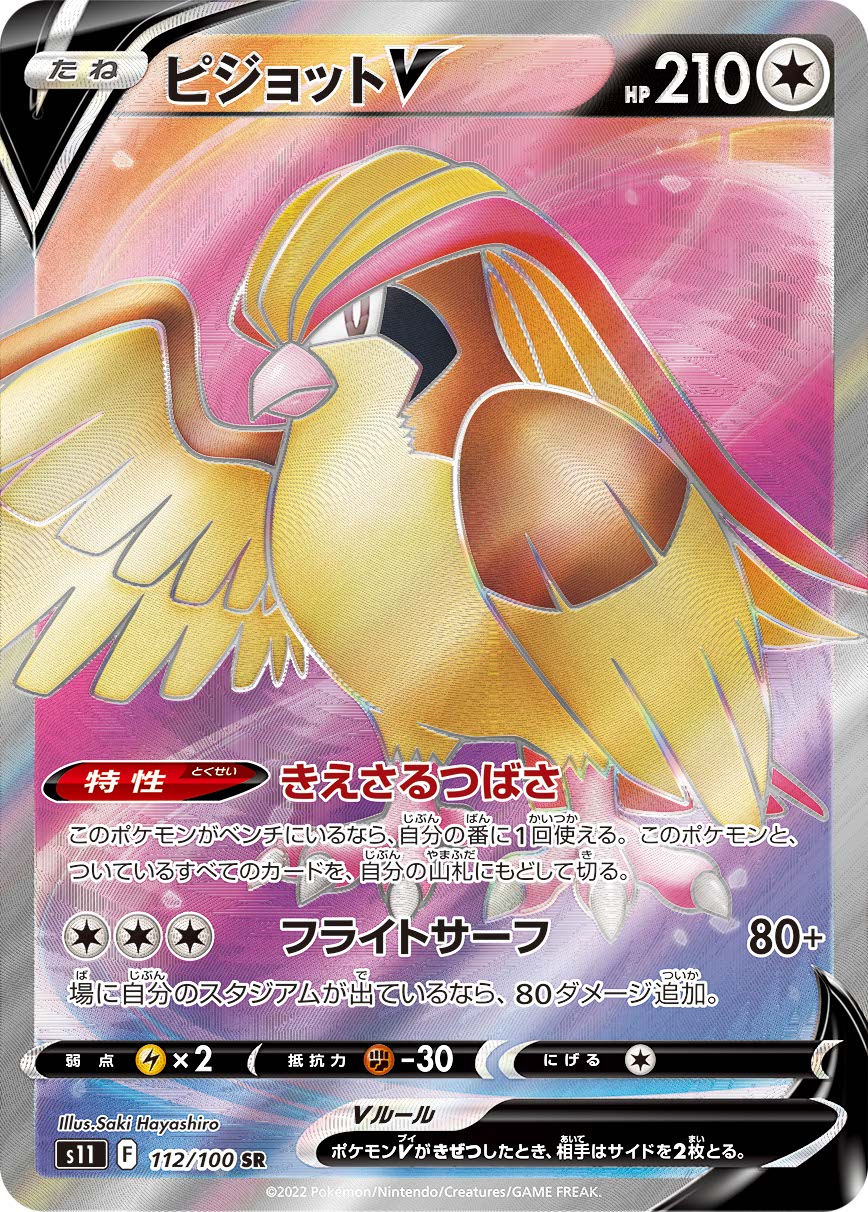 たね ピジョットV HP 210
特性 とくせい きえさるつばさ
このポケモンがベンチにいるなら、自分の番に1回使える。このポケモンと、
ついているすべてのカードを、自分の山札にもどして切る。
フライトサーフ 80+
場に自分のスタジアムが出ているなら、80ダメージ追加。
弱点 ×2 抵抗力 -30 にげる
Vルール
ポケモンVがきぜつしたとき、相手はサイドを2枚とる。
Illus.Saki Hayashiro
s11 F 112/100 SR
©2022 Pokémon/Nintendo/Creatures/GAME FREAK.